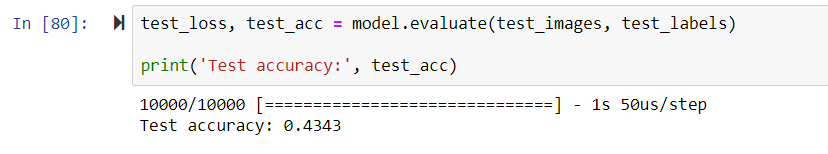 In [80]: test_loss, test_acc = model.evaluate(test_images, test_labels)
print('Test accuracy:', test_acc)
10000/10000 [==============================] - 1s 50us/step
Test accuracy: 0.4343